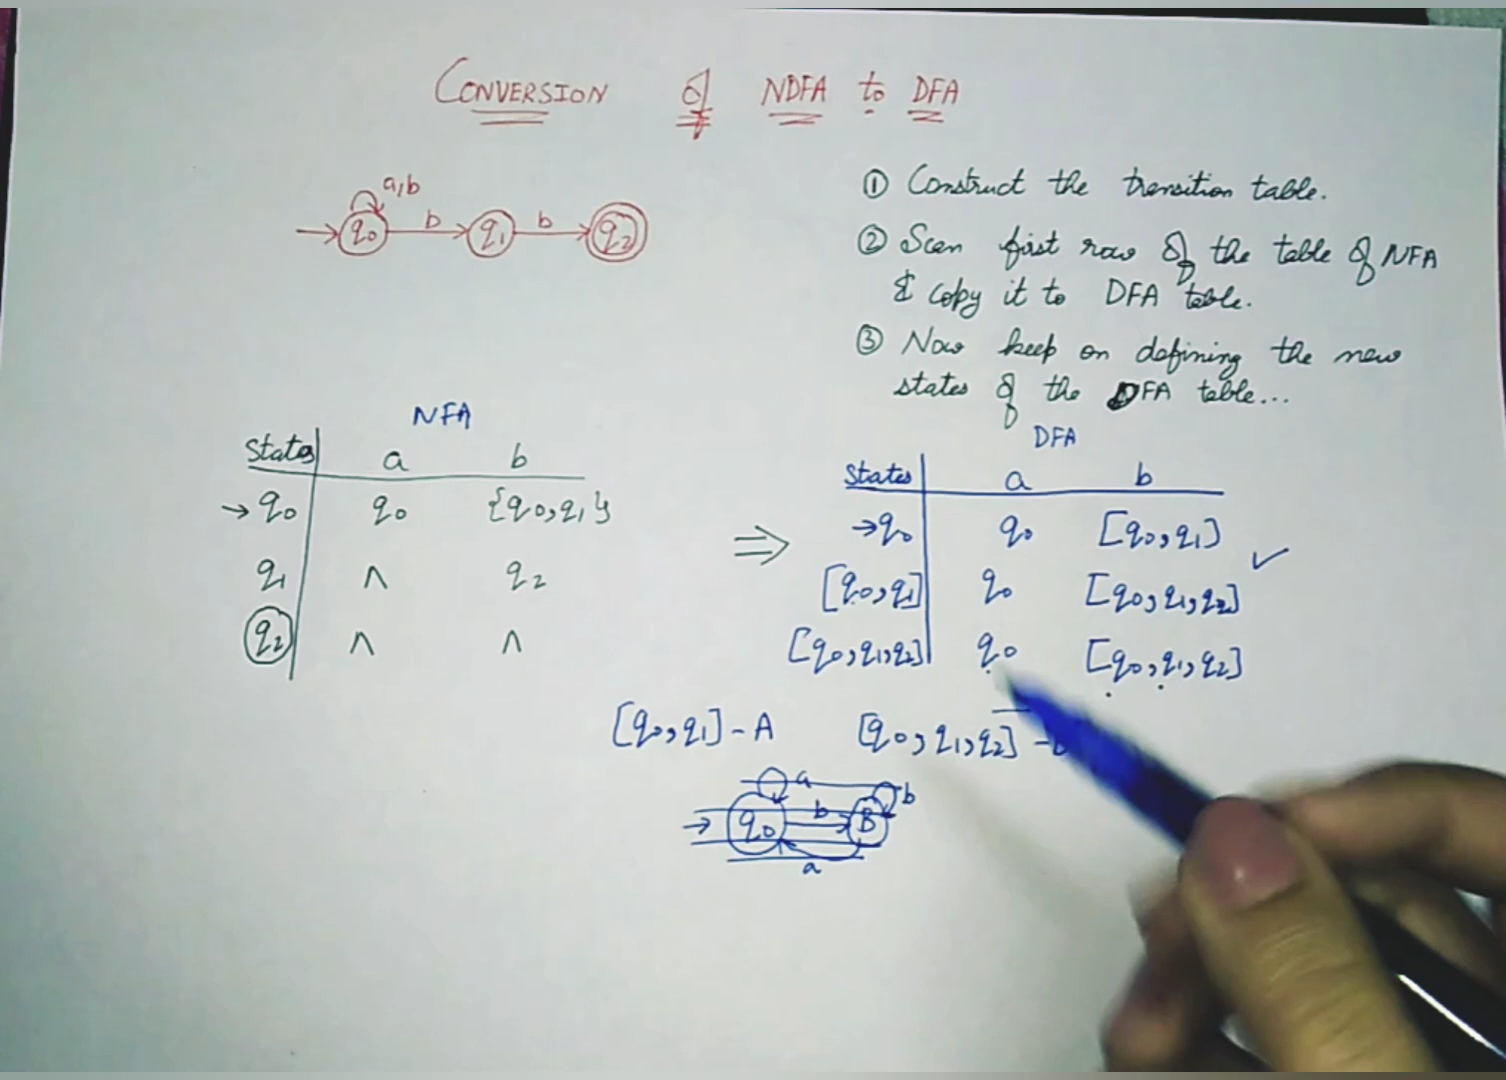 CONVERSION of NDFA to DFA
a,b
q0 b q1 b q2
① Construct the transition table.
② Scan first row of the table of NFA
& copy it to DFA table.
③ Now keep on defining the new
states of the DFA table...
NFA
States a b
→ q0 q0 {q0,q1}
q1 ∧ q2
q2 ∧ ∧
⇒
DFA
States a b
→q0 q0 [q0,q1]
[q0,q1] q0 [q0,q1,q2] ✓
[q0,q1,q2] q0 [q0,q1,q2]
[q0,q1] - A [q0,q1,q2] -
a b
→ q0 b B
a